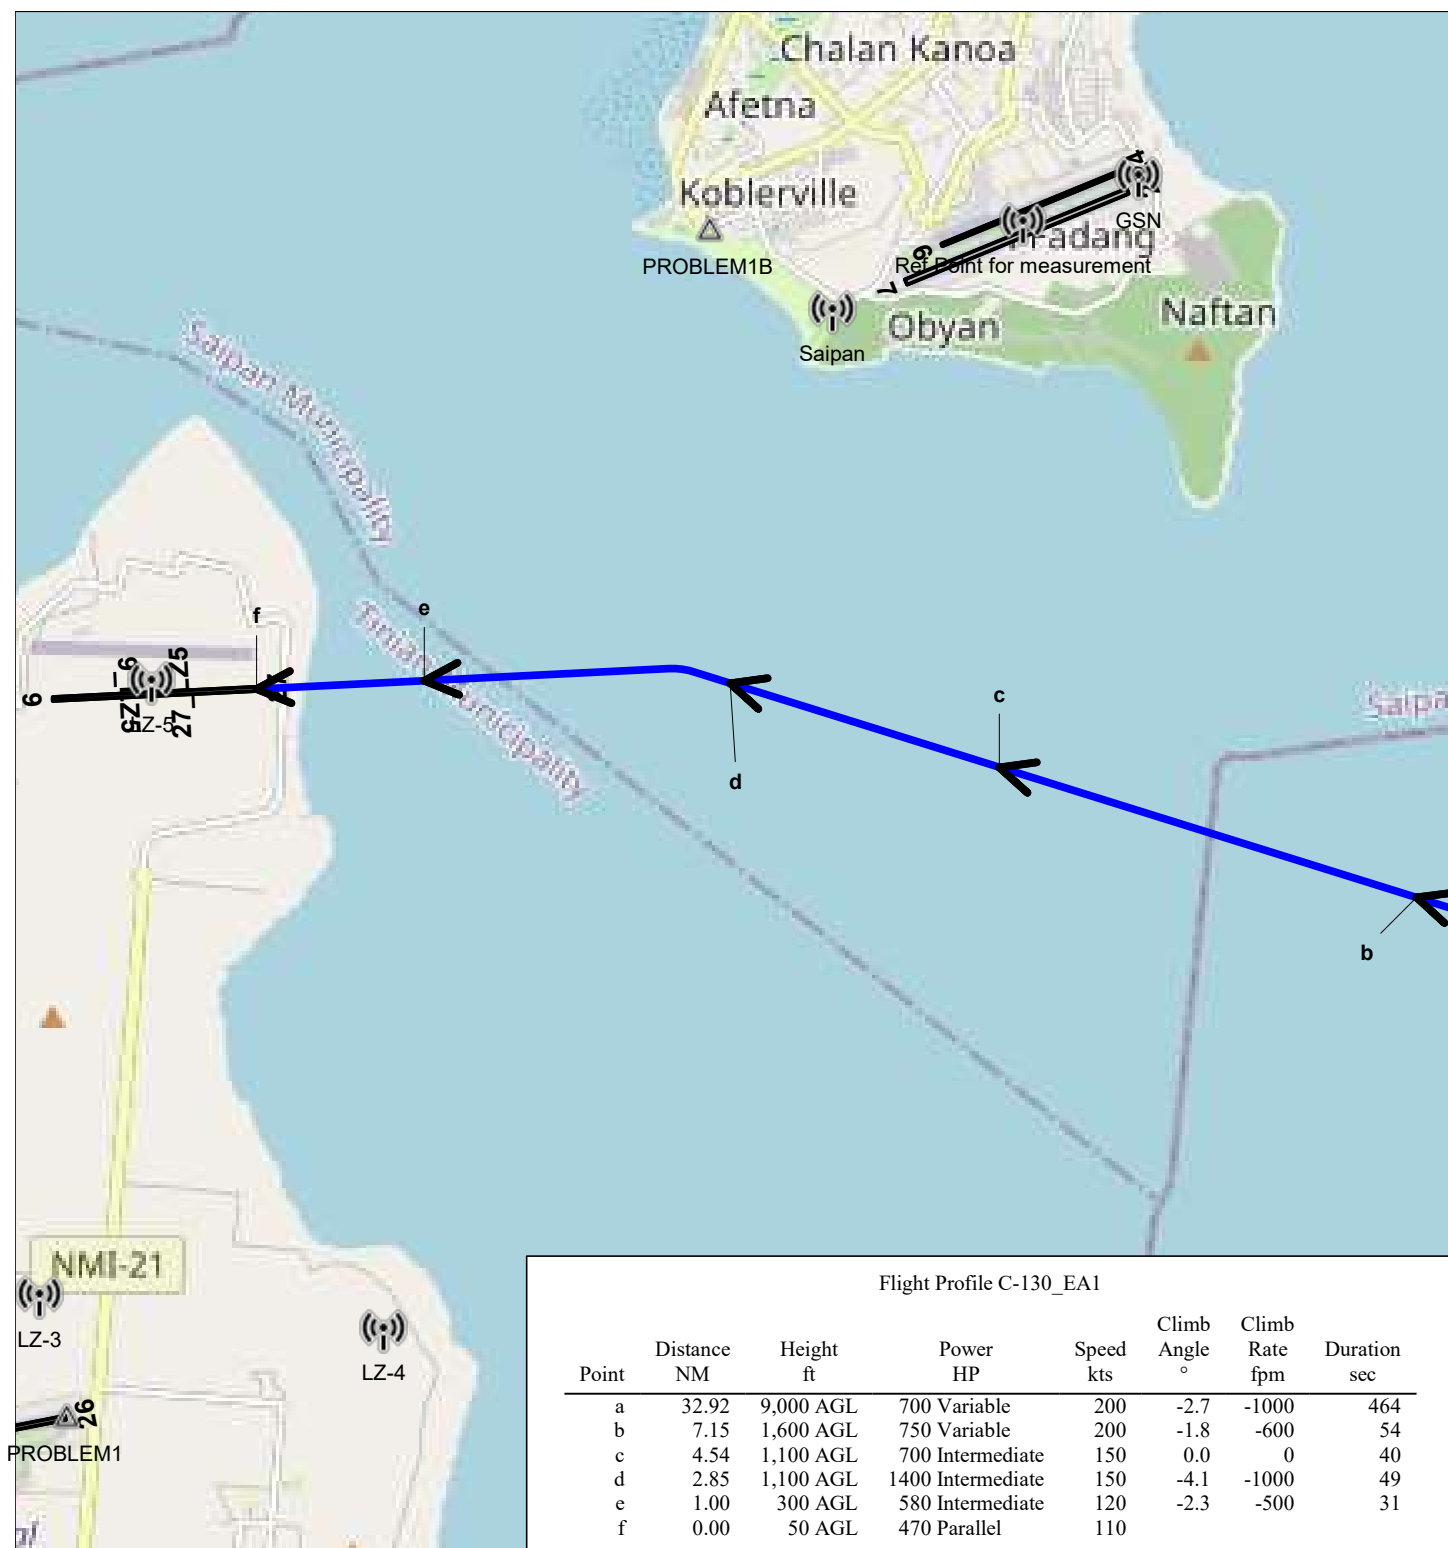 Chalan Kanoa
Afetna
Koblerville
PROBLEM1B
24
GSN
I Fadang
Ref Point for measurement
6
7
Saipan
Obyan
Naftan
Saipan Municipality
Tinian Municipality
f
e
c
d
b
9
LZ-5
27
Saipa
NMI-21
LZ-3
LZ-4
26
PROBLEM1
Flight Profile C-130_EA1
Point Distance NM Height ft Power HP Speed kts Climb Angle ° Climb Rate fpm Duration sec
a 32.92 9,000 AGL 700 Variable 200 -2.7 -1000 464
b 7.15 1,600 AGL 750 Variable 200 -1.8 -600 54
c 4.54 1,100 AGL 700 Intermediate 150 0.0 0 40
d 2.85 1,100 AGL 1400 Intermediate 150 -4.1 -1000 49
e 1.00 300 AGL 580 Intermediate 120 -2.3 -500 31
f 0.00 50 AGL 470 Parallel 110